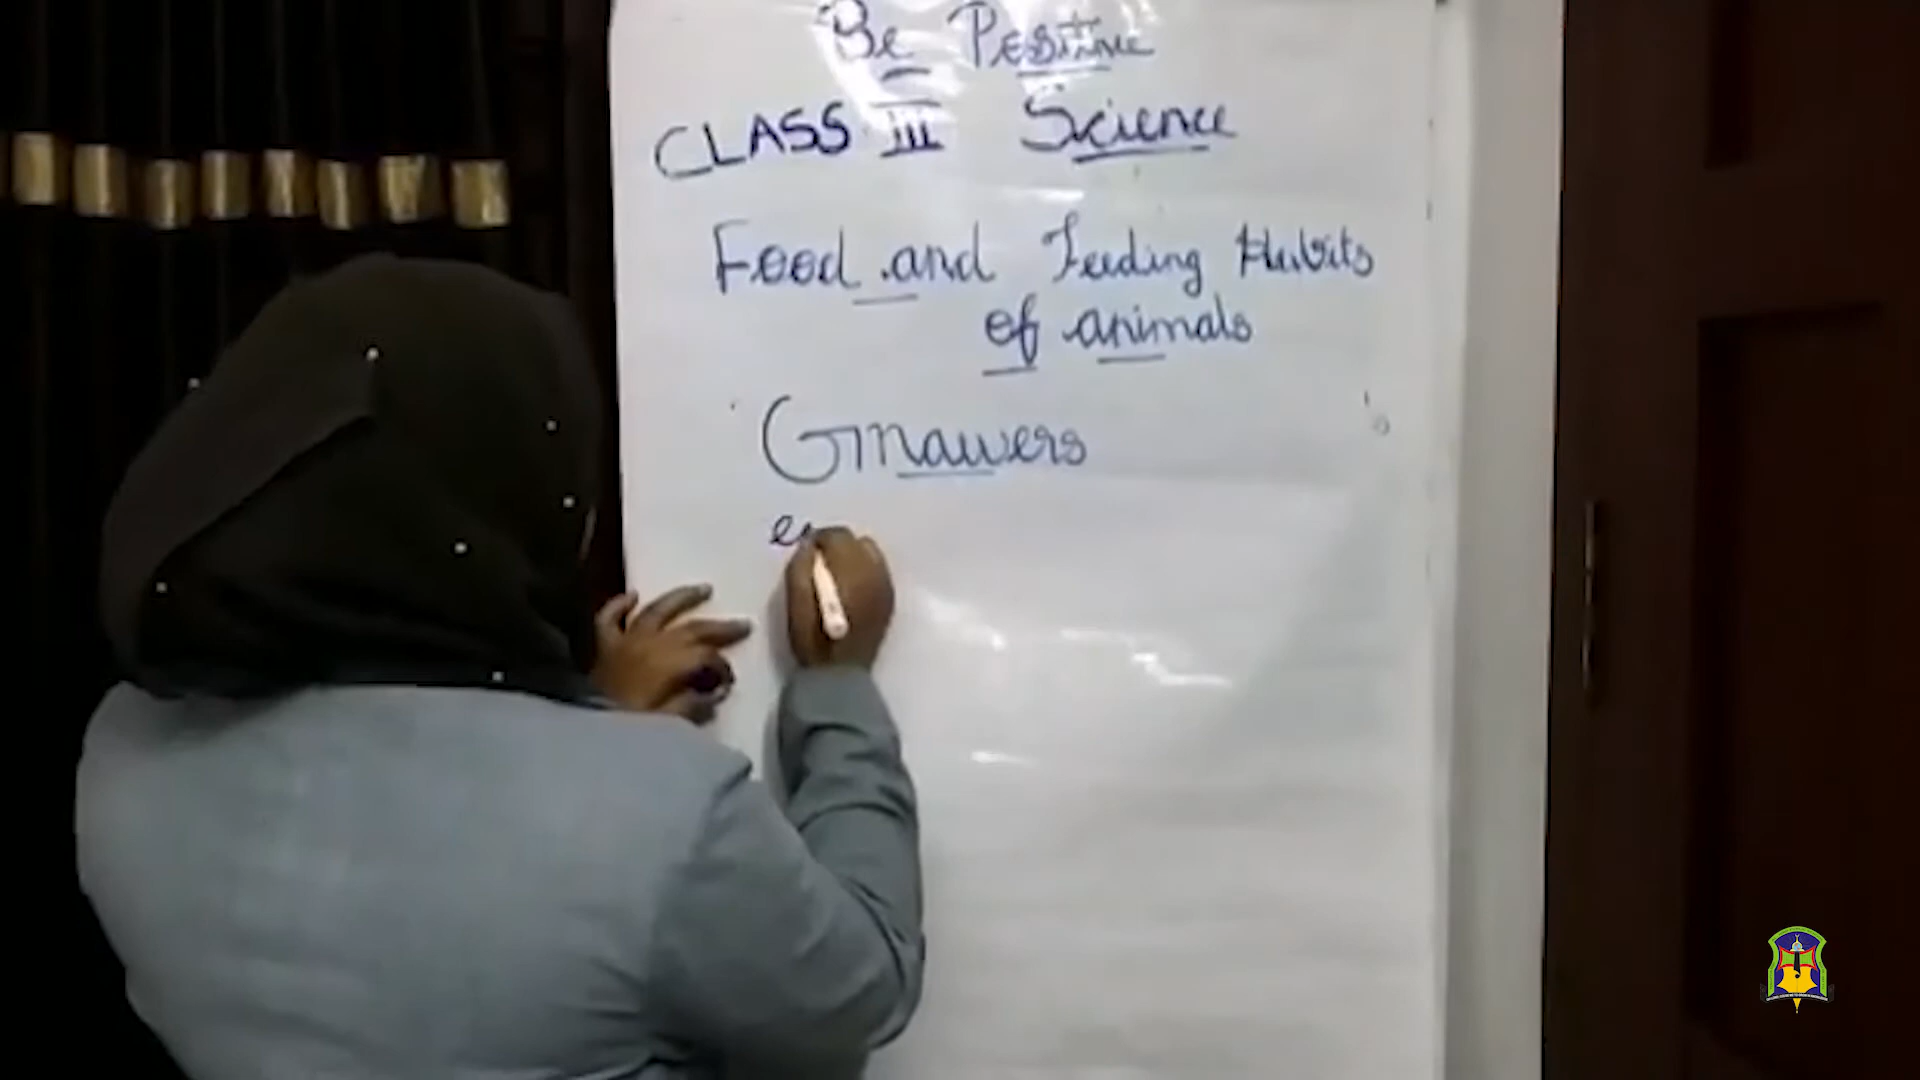 Be Positive
CLASS III Science
Food and Feeding Habits
of animals
Gnawers